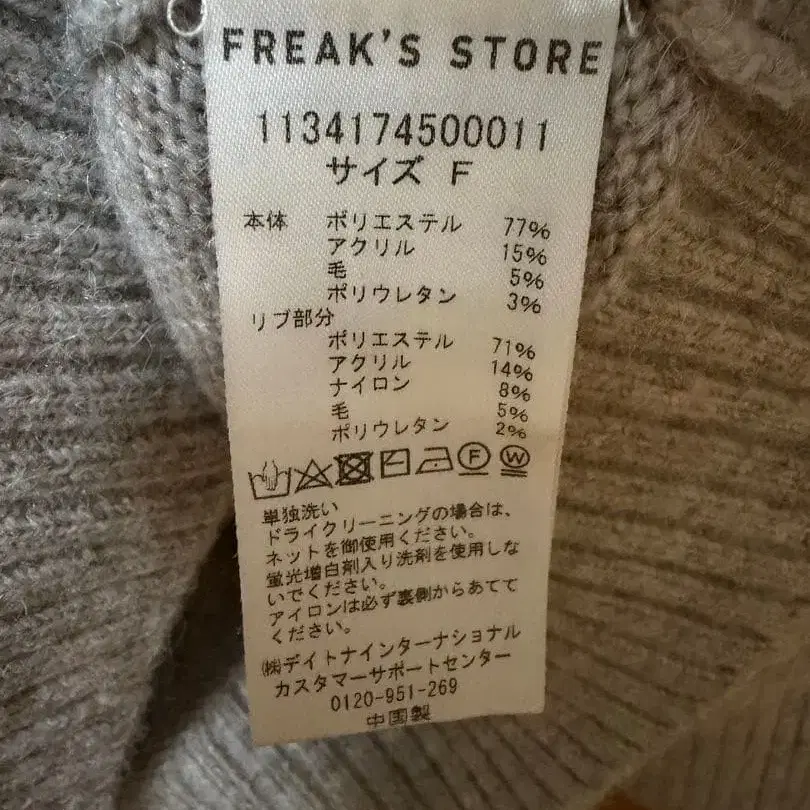 FREAK'S STORE
1134174500011
サイズ F
本体 ポリエステル 77%
アクリル 15%
毛 5%
ポリウレタン 3%
リブ部分
ポリエステル 71%
アクリル 14%
ナイロン 8%
毛 5%
ポリウレタン 2%
F W
単独洗い
ドライクリーニングの場合は、
ネットを御使用ください。
蛍光増白剤入り洗剤を使用しな
いでください。
アイロンは必ず裏側からあてて
ください。
㈱デイトナインターナショナル
カスタマーサポートセンター
0120-951-269
中国製